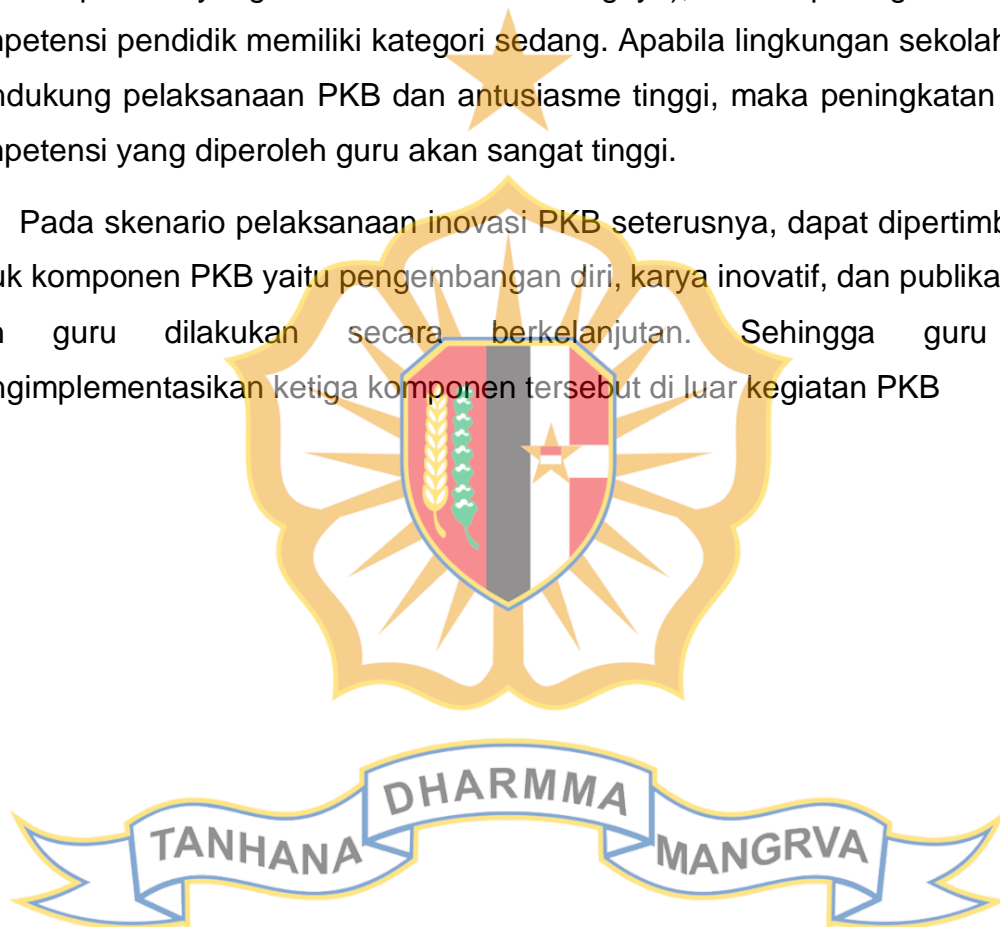 mpetensi pendidik memiliki kategori sedang. Apabila lingkungan sekolah
ndukung pelaksanaan PKB dan antusiasme tinggi, maka peningkatan
mpetensi yang diperoleh guru akan sangat tinggi.
Pada skenario pelaksanaan inovasi PKB seterusnya, dapat dipertimb
uk komponen PKB yaitu pengembangan diri, karya inovatif, dan publika
guru dilakukan secara berkelanjutan. Sehingga guru
ngimplementasikan ketiga komponen tersebut di luar kegiatan PKB
TANHANA DHARMMA MANGRVA